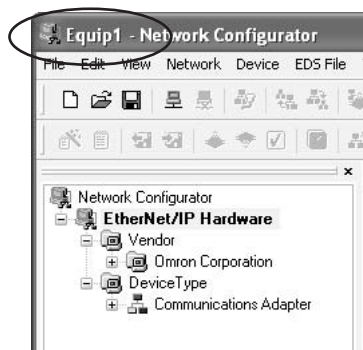 Equip1 - Network Configurator
File Edit View Network Device EDS File
Network Configurator
EtherNet/IP Hardware
Vendor
Omron Corporation
DeviceType
Communications Adapter